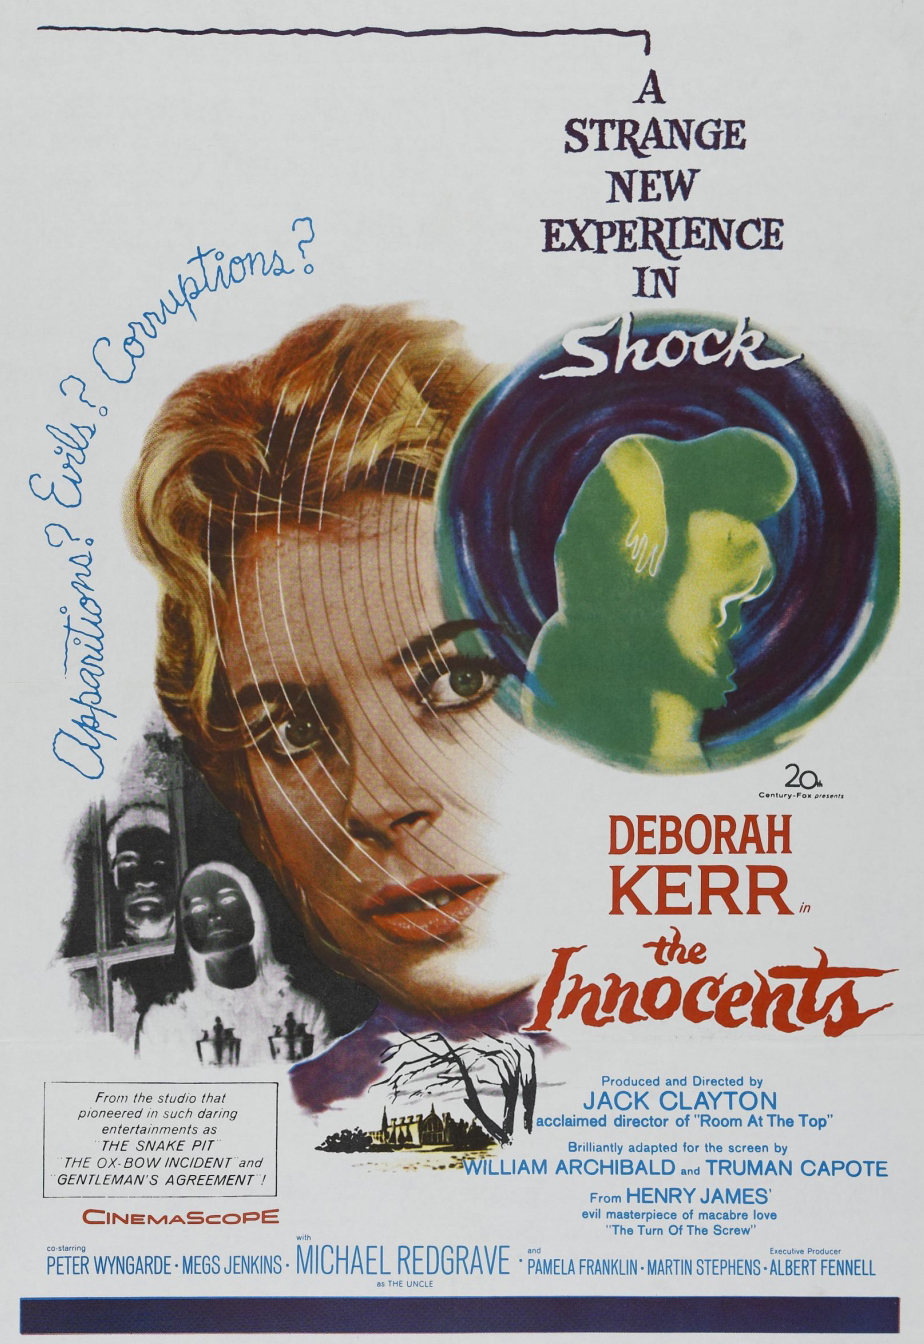 A
STRANGE
NEW
EXPERIENCE
IN
Shock
Apparitions? Evils? Corruptions?
20th
Century-Fox presents
DEBORAH
KERR in
the
Innocents
Produced and Directed by
JACK CLAYTON
acclaimed director of "Room At The Top"
Brilliantly adapted for the screen by
WILLIAM ARCHIBALD and TRUMAN CAPOTE
From HENRY JAMES'
evil masterpiece of macabre love
"The Turn Of The Screw"
From the studio that
pioneered in such daring
entertainments as
"THE SNAKE PIT"
"THE OX-BOW INCIDENT" and
"GENTLEMAN'S AGREEMENT"!
CINEMASCOPE
co-starring
PETER WYNGARDE · MEGS JENKINS ·
with
MICHAEL REDGRAVE ·
as THE UNCLE
and
PAMELA FRANKLIN · MARTIN STEPHENS ·
Executive Producer
ALBERT FENNELL